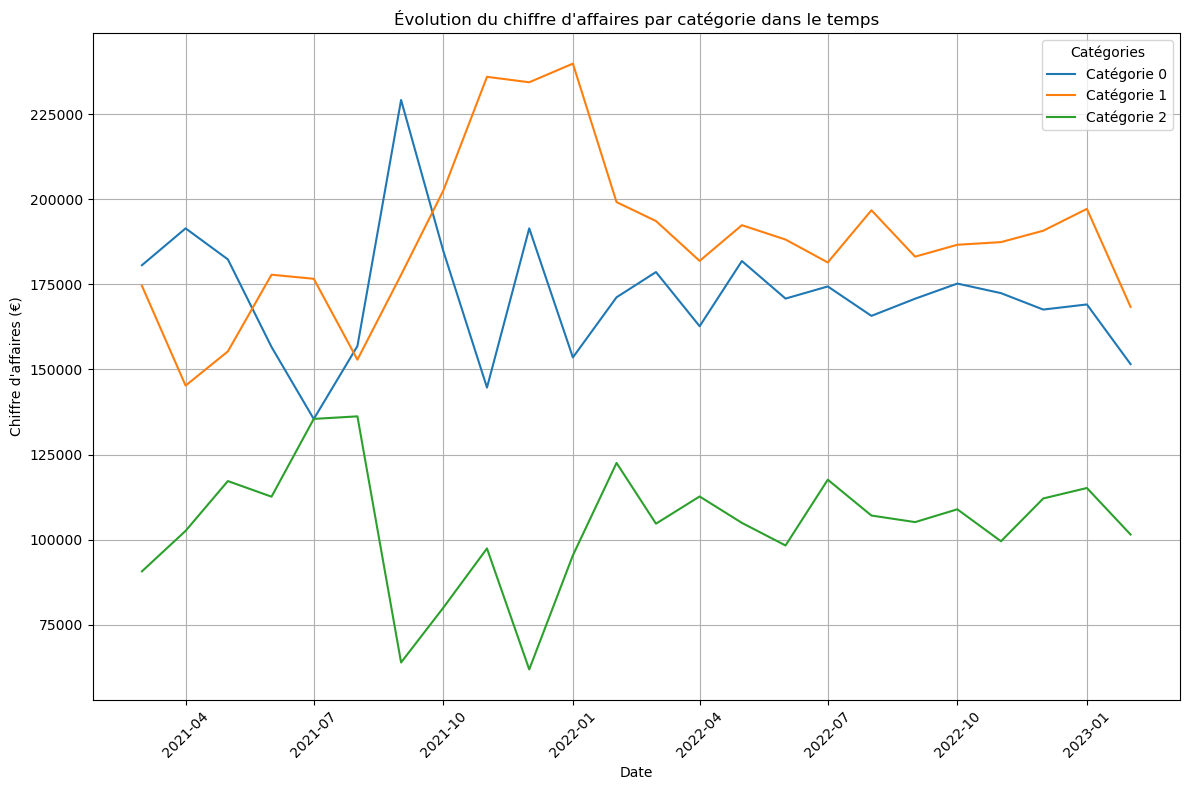 Évolution du chiffre d'affaires par catégorie dans le temps
Catégories
Catégorie 0
Catégorie 1
Catégorie 2
Chiffre d'affaires (€)
225000
200000
175000
150000
125000
100000
75000
2021-04
2021-07
2021-10
2022-01
2022-04
2022-07
2022-10
2023-01
Date